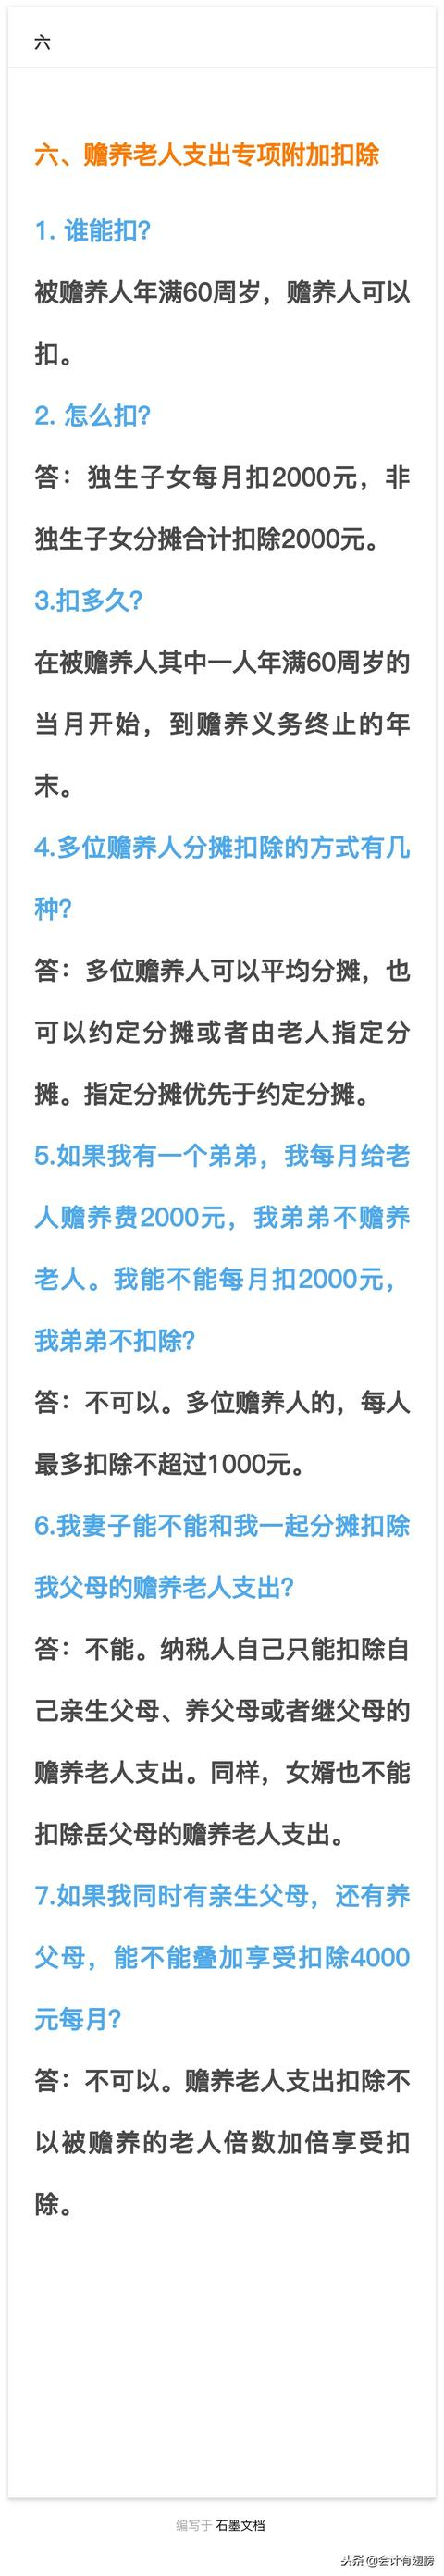 六
六、赡养老人支出专项附加扣除
1. 谁能扣?
被赡养人年满60周岁，赡养人可以
扣。
2. 怎么扣?
答：独生子女每月扣2000元，非
独生子女分摊合计扣除2000元。
3.扣多久?
在被赡养人其中一人年满60周岁的
当月开始，到赡养义务终止的年
末。
4.多位赡养人分摊扣除的方式有几
种?
答：多位赡养人可以平均分摊，也
可以约定分摊或者由老人指定分
摊。指定分摊优先于约定分摊。
5.如果我有一个弟弟，我每月给老
人赡养费2000元，我弟弟不赡养
老人。我能不能每月扣2000元，
我弟弟不扣除?
答：不可以。多位赡养人的，每人
最多扣除不超过1000元。
6.我妻子能不能和我一起分摊扣除
我父母的赡养老人支出?
答：不能。纳税人自己只能扣除自
己亲生父母、养父母或者继父母的
赡养老人支出。同样，女婿也不能
扣除岳父母的赡养老人支出。
7.如果我同时有亲生父母，还有养
父母，能不能叠加享受扣除4000
元每月?
答：不可以。赡养老人支出扣除不
以被赡养的老人倍数加倍享受扣
除。
编写于 石墨文档
头条 @会计有翅膀